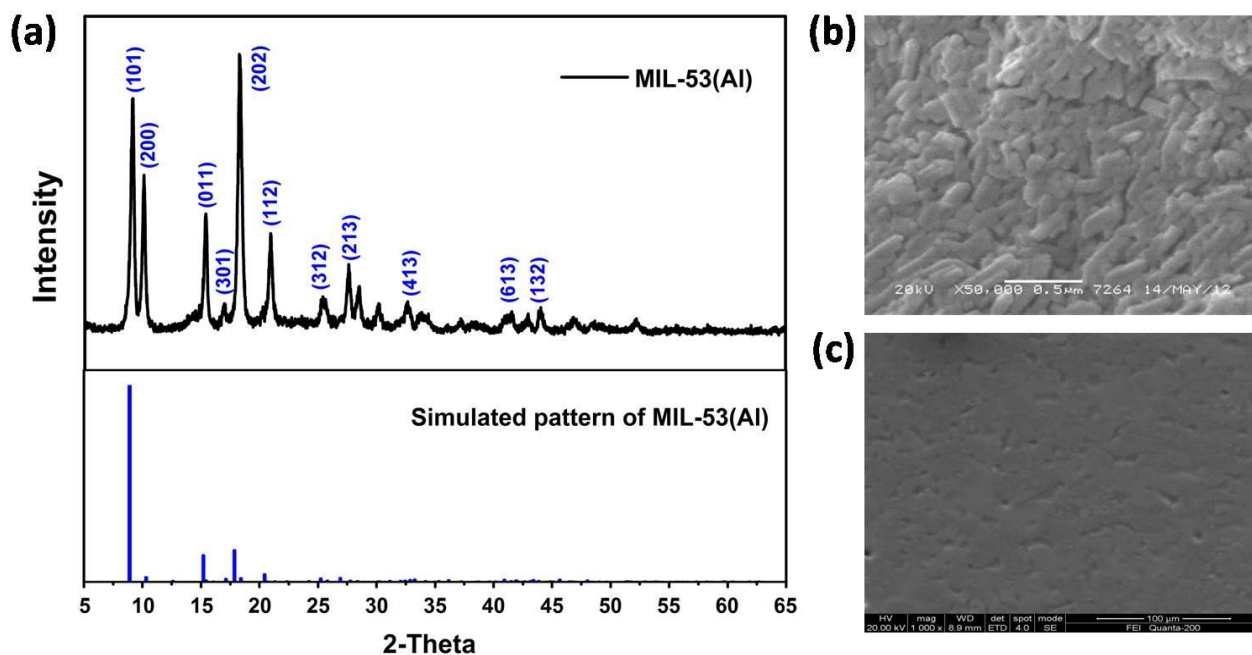 (a)
MIL-53(Al)
(101)
(200)
(011)
(301)
(202)
(112)
(312)
(213)
(413)
(613)
(132)
Intensity
Simulated pattern of MIL-53(Al)
5 10 15 20 25 30 35 40 45 50 55 60 65
2-Theta
(b)
20kV X50,000 0.5µm 7264 14/MAY/12
(c)
HV mag WD det spot mode 100 µm
20.00 kV 1 000 x 8.9 mm ETD 4.0 SE FEI Quanta-200